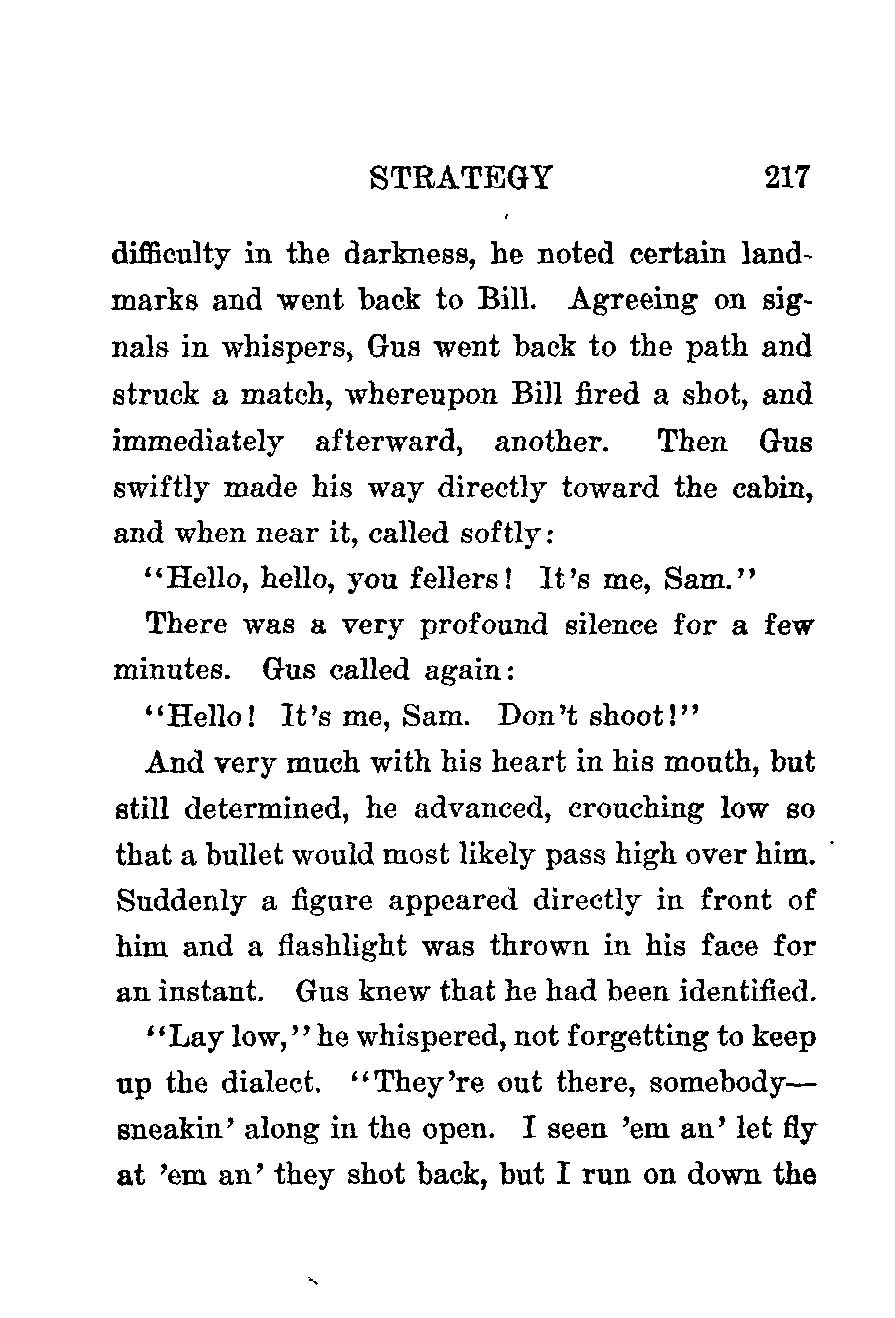 STRATEGY 217
difficulty in the darkness, he noted certain land-
marks and went back to Bill. Agreeing on sig-
nals in whispers, Gus went back to the path and
struck a match, whereupon Bill fired a shot, and
immediately afterward, another. Then Gus
swiftly made his way directly toward the cabin,
and when near it, called softly:
“Hello, hello, you fellers! It’s me, Sam.”
There was a very profound silence for a few
minutes. Gus called again:
“Hello! It’s me, Sam. Don’t shoot!”
And very much with his heart in his mouth, but
still determined, he advanced, crouching low so
that a bullet would most likely pass high over him.
Suddenly a figure appeared directly in front of
him and a flashlight was thrown in his face for
an instant. Gus knew that he had been identified.
“Lay low,” he whispered, not forgetting to keep
up the dialect. “They’re out there, somebody—
sneakin’ along in the open. I seen ’em an’ let fly
at ’em an’ they shot back, but I run on down the